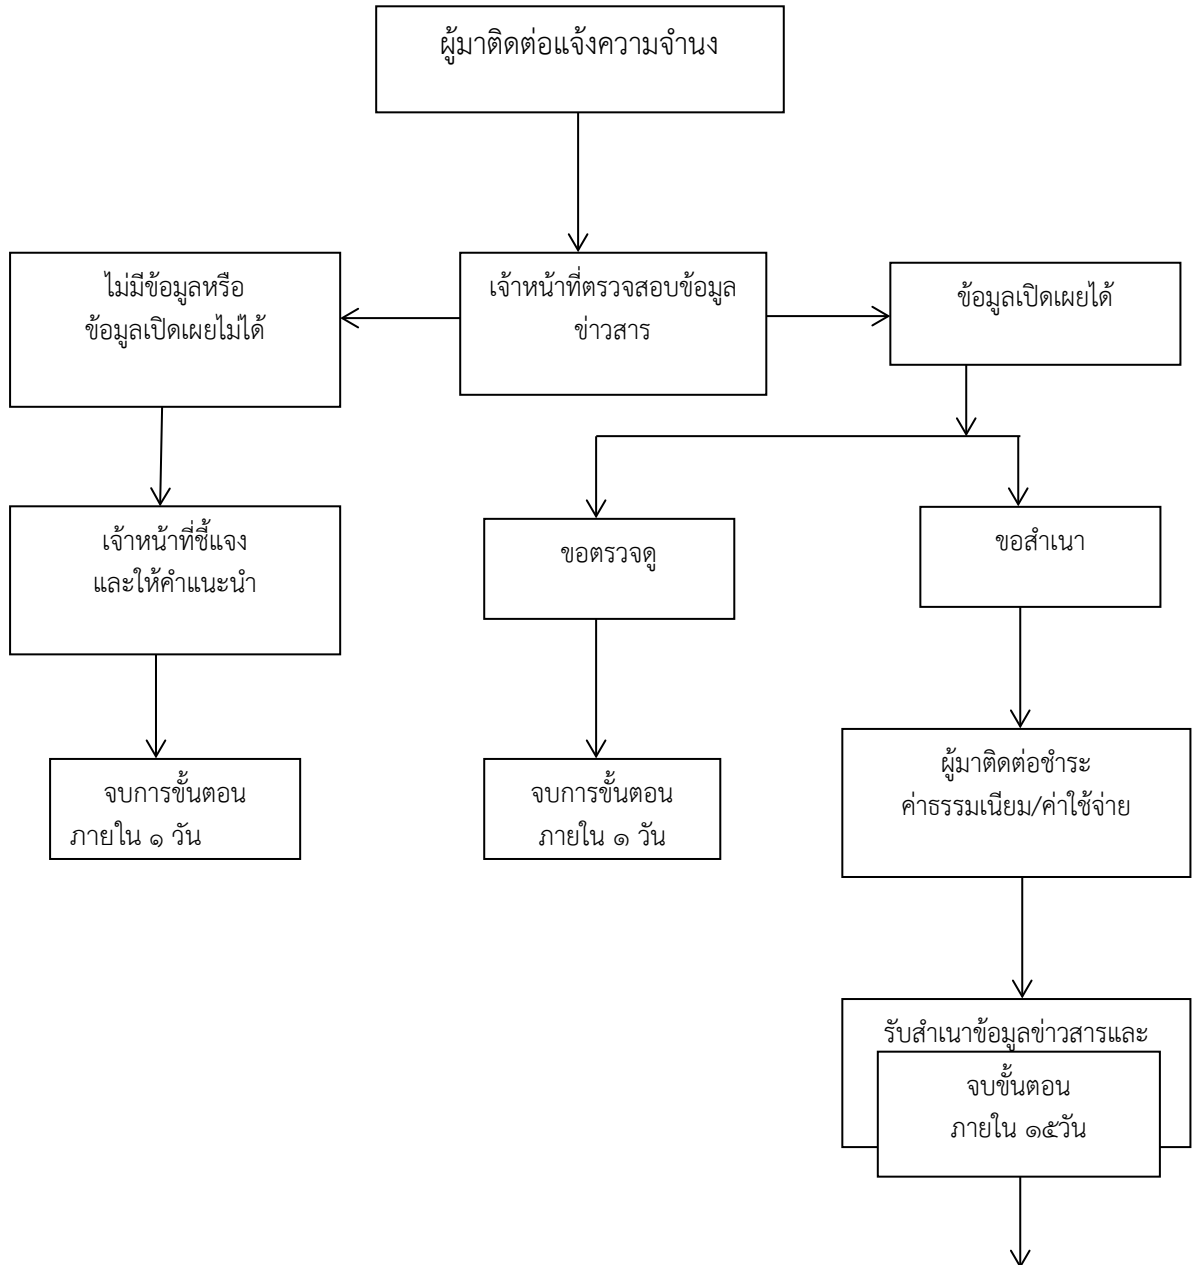 ผู้มาติดต่อแจ้งความจำนง
ไม่มีข้อมูลหรือ
ข้อมูลเปิดเผยไม่ได้
เจ้าหน้าที่ตรวจสอบข้อมูล
ข่าวสาร
ข้อมูลเปิดเผยได้
เจ้าหน้าที่ชี้แจง
และให้คำแนะนำ
ขอตรวจดู
ขอสำเนา
จบการขั้นตอน
ภายใน ๑ วัน
จบการขั้นตอน
ภายใน ๑ วัน
ผู้มาติดต่อชำระ
ค่าธรรมเนียม/ค่าใช้จ่าย
รับสำเนาข้อมูลข่าวสารและ
จบขั้นตอน
ภายใน ๑๕วัน